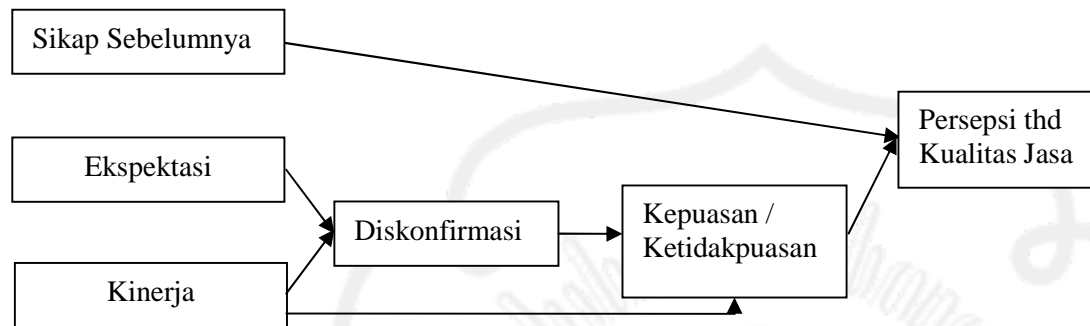 Sikap Sebelumnya
Persepsi thd
Kualitas Jasa
Ekspektasi
Diskonfirmasi
Kepuasan /
Ketidakpuasan
Kinerja